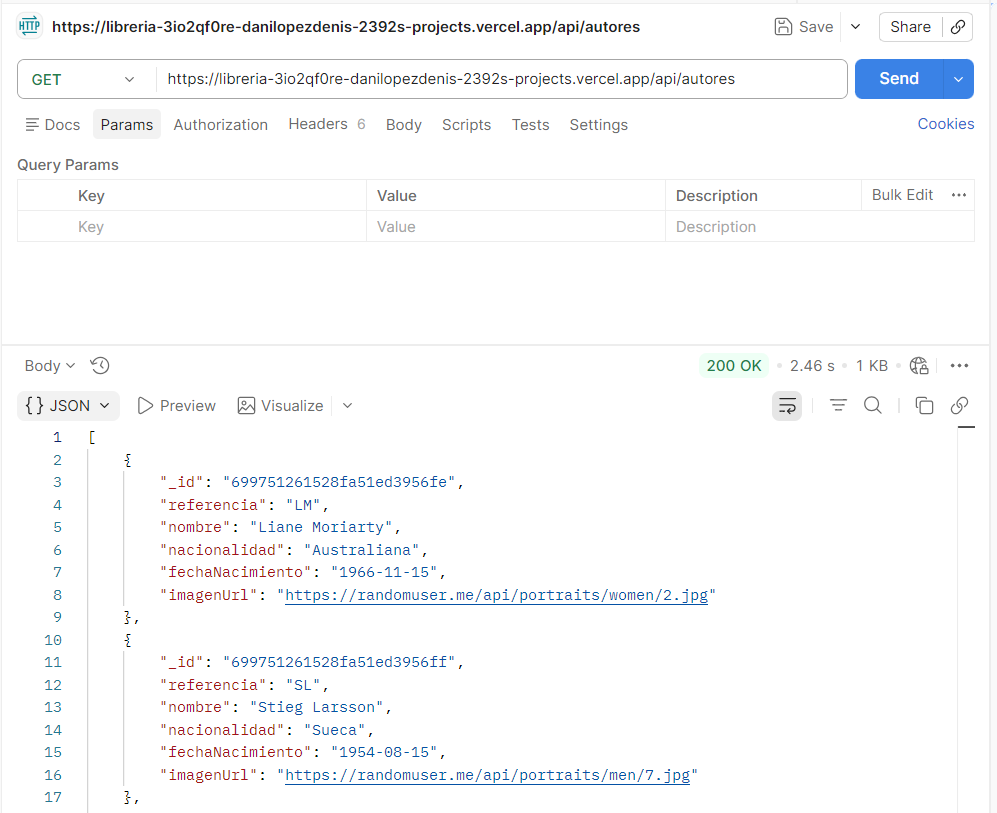 HTTP https://libreria-3io2qf0re-danilopezdenis-2392s-projects.vercel.app/api/autores Save Share
GET https://libreria-3io2qf0re-danilopezdenis-2392s-projects.vercel.app/api/autores Send
Docs Params Authorization Headers 6 Body Scripts Tests Settings Cookies
Query Params
Key Value Description Bulk Edit ...
Key Value Description
Body 200 OK • 2.46 s • 1 KB • ...
{} JSON Preview Visualize
1 [
2 {
3 "_id": "699751261528fa51ed3956fe",
4 "referencia": "LM",
5 "nombre": "Liane Moriarty",
6 "nacionalidad": "Australiana",
7 "fechaNacimiento": "1966-11-15",
8 "imagenUrl": "https://randomuser.me/api/portraits/women/2.jpg"
9 },
10 {
11 "_id": "699751261528fa51ed3956ff",
12 "referencia": "SL",
13 "nombre": "Stieg Larsson",
14 "nacionalidad": "Sueca",
15 "fechaNacimiento": "1954-08-15",
16 "imagenUrl": "https://randomuser.me/api/portraits/men/7.jpg"
17 },